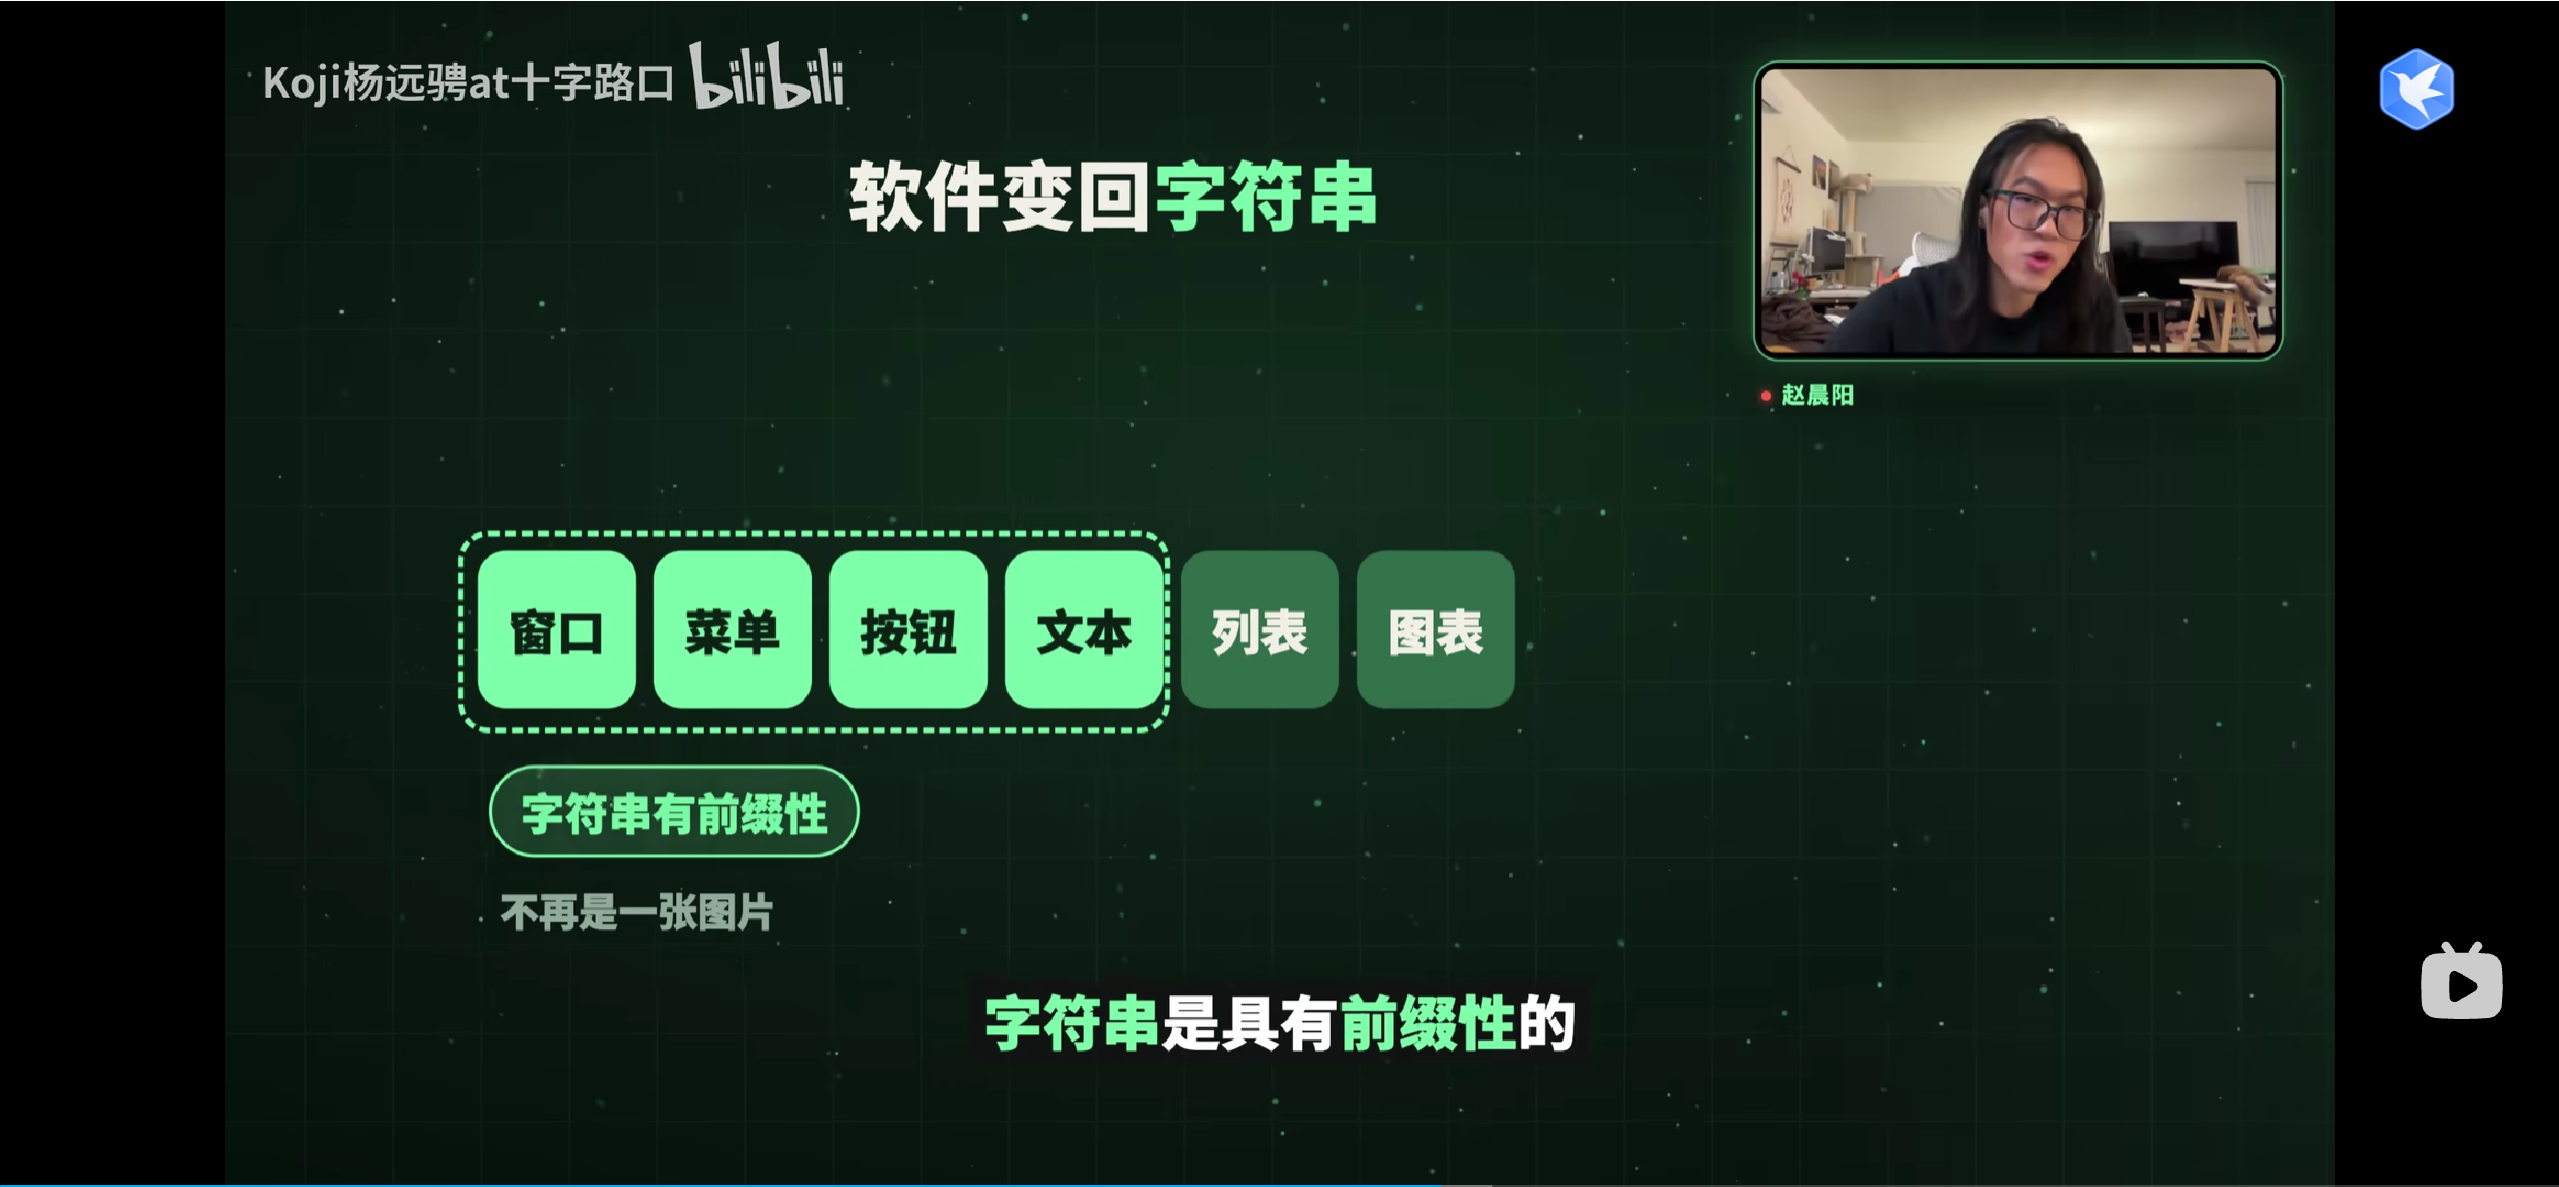 Koji杨远骋at十字路口 bilibili
软件变回字符串
赵晨阳
窗口 菜单 按钮 文本 列表 图表
字符串有前缀性
不再是一张图片
字符串是具有前缀性的